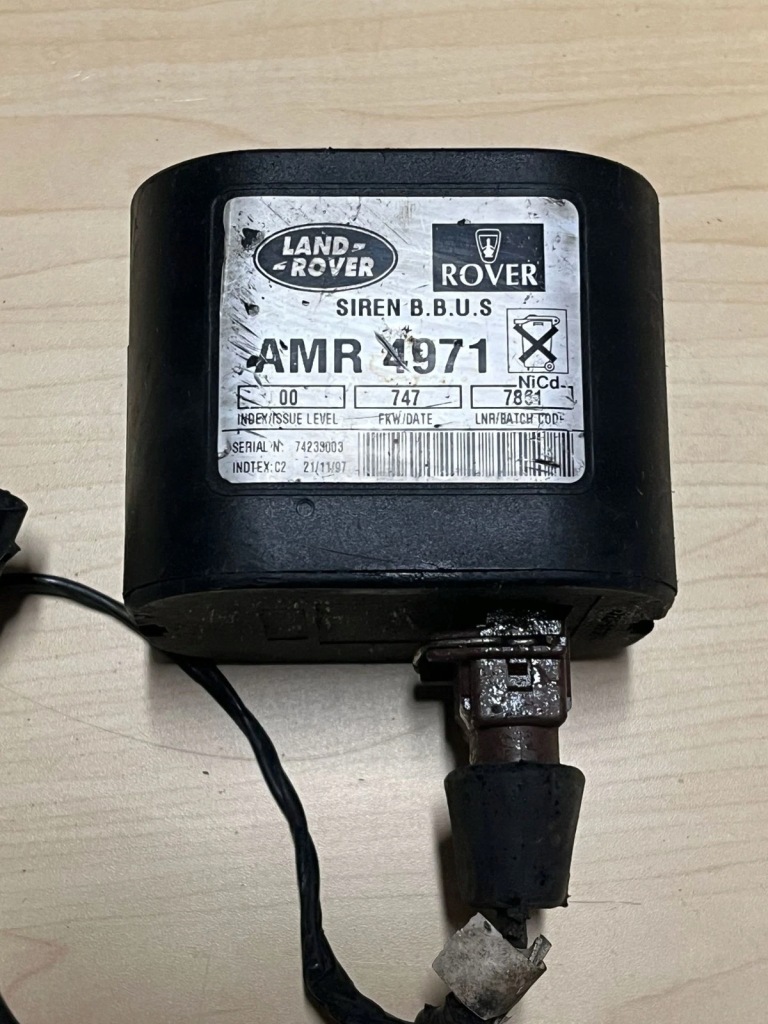 LAND-
-ROVER
ROVER
SIREN B.B.U.S
AMR 4971
NiCd
00 747 7861
INDEX/ISSUE LEVEL FKW/DATE LNR/BATCH CODE
SERIAL N. 74239003
INDTEX: C2 21/11/97